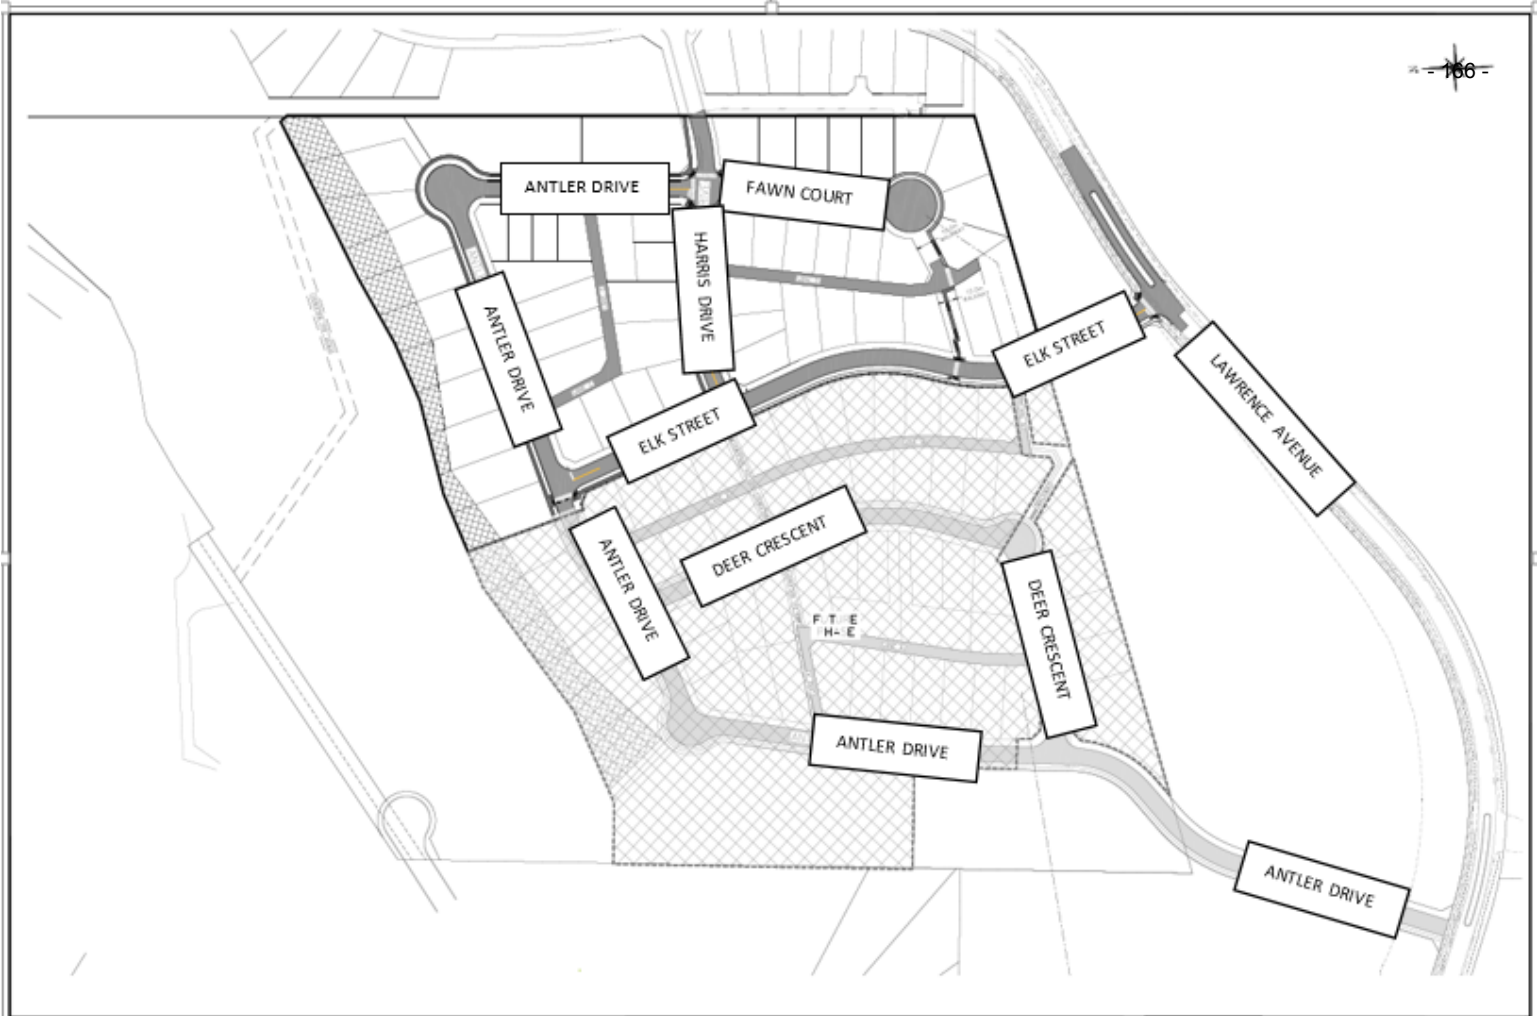 - 166 -
ANTLER DRIVE
FAWN COURT
HARRIS DRIVE
ANTLER DRIVE
ELK STREET
ELK STREET
LAWRENCE AVENUE
DEER CRESCENT
ANTLER DRIVE
DEER CRESCENT
ANTLER DRIVE
ANTLER DRIVE